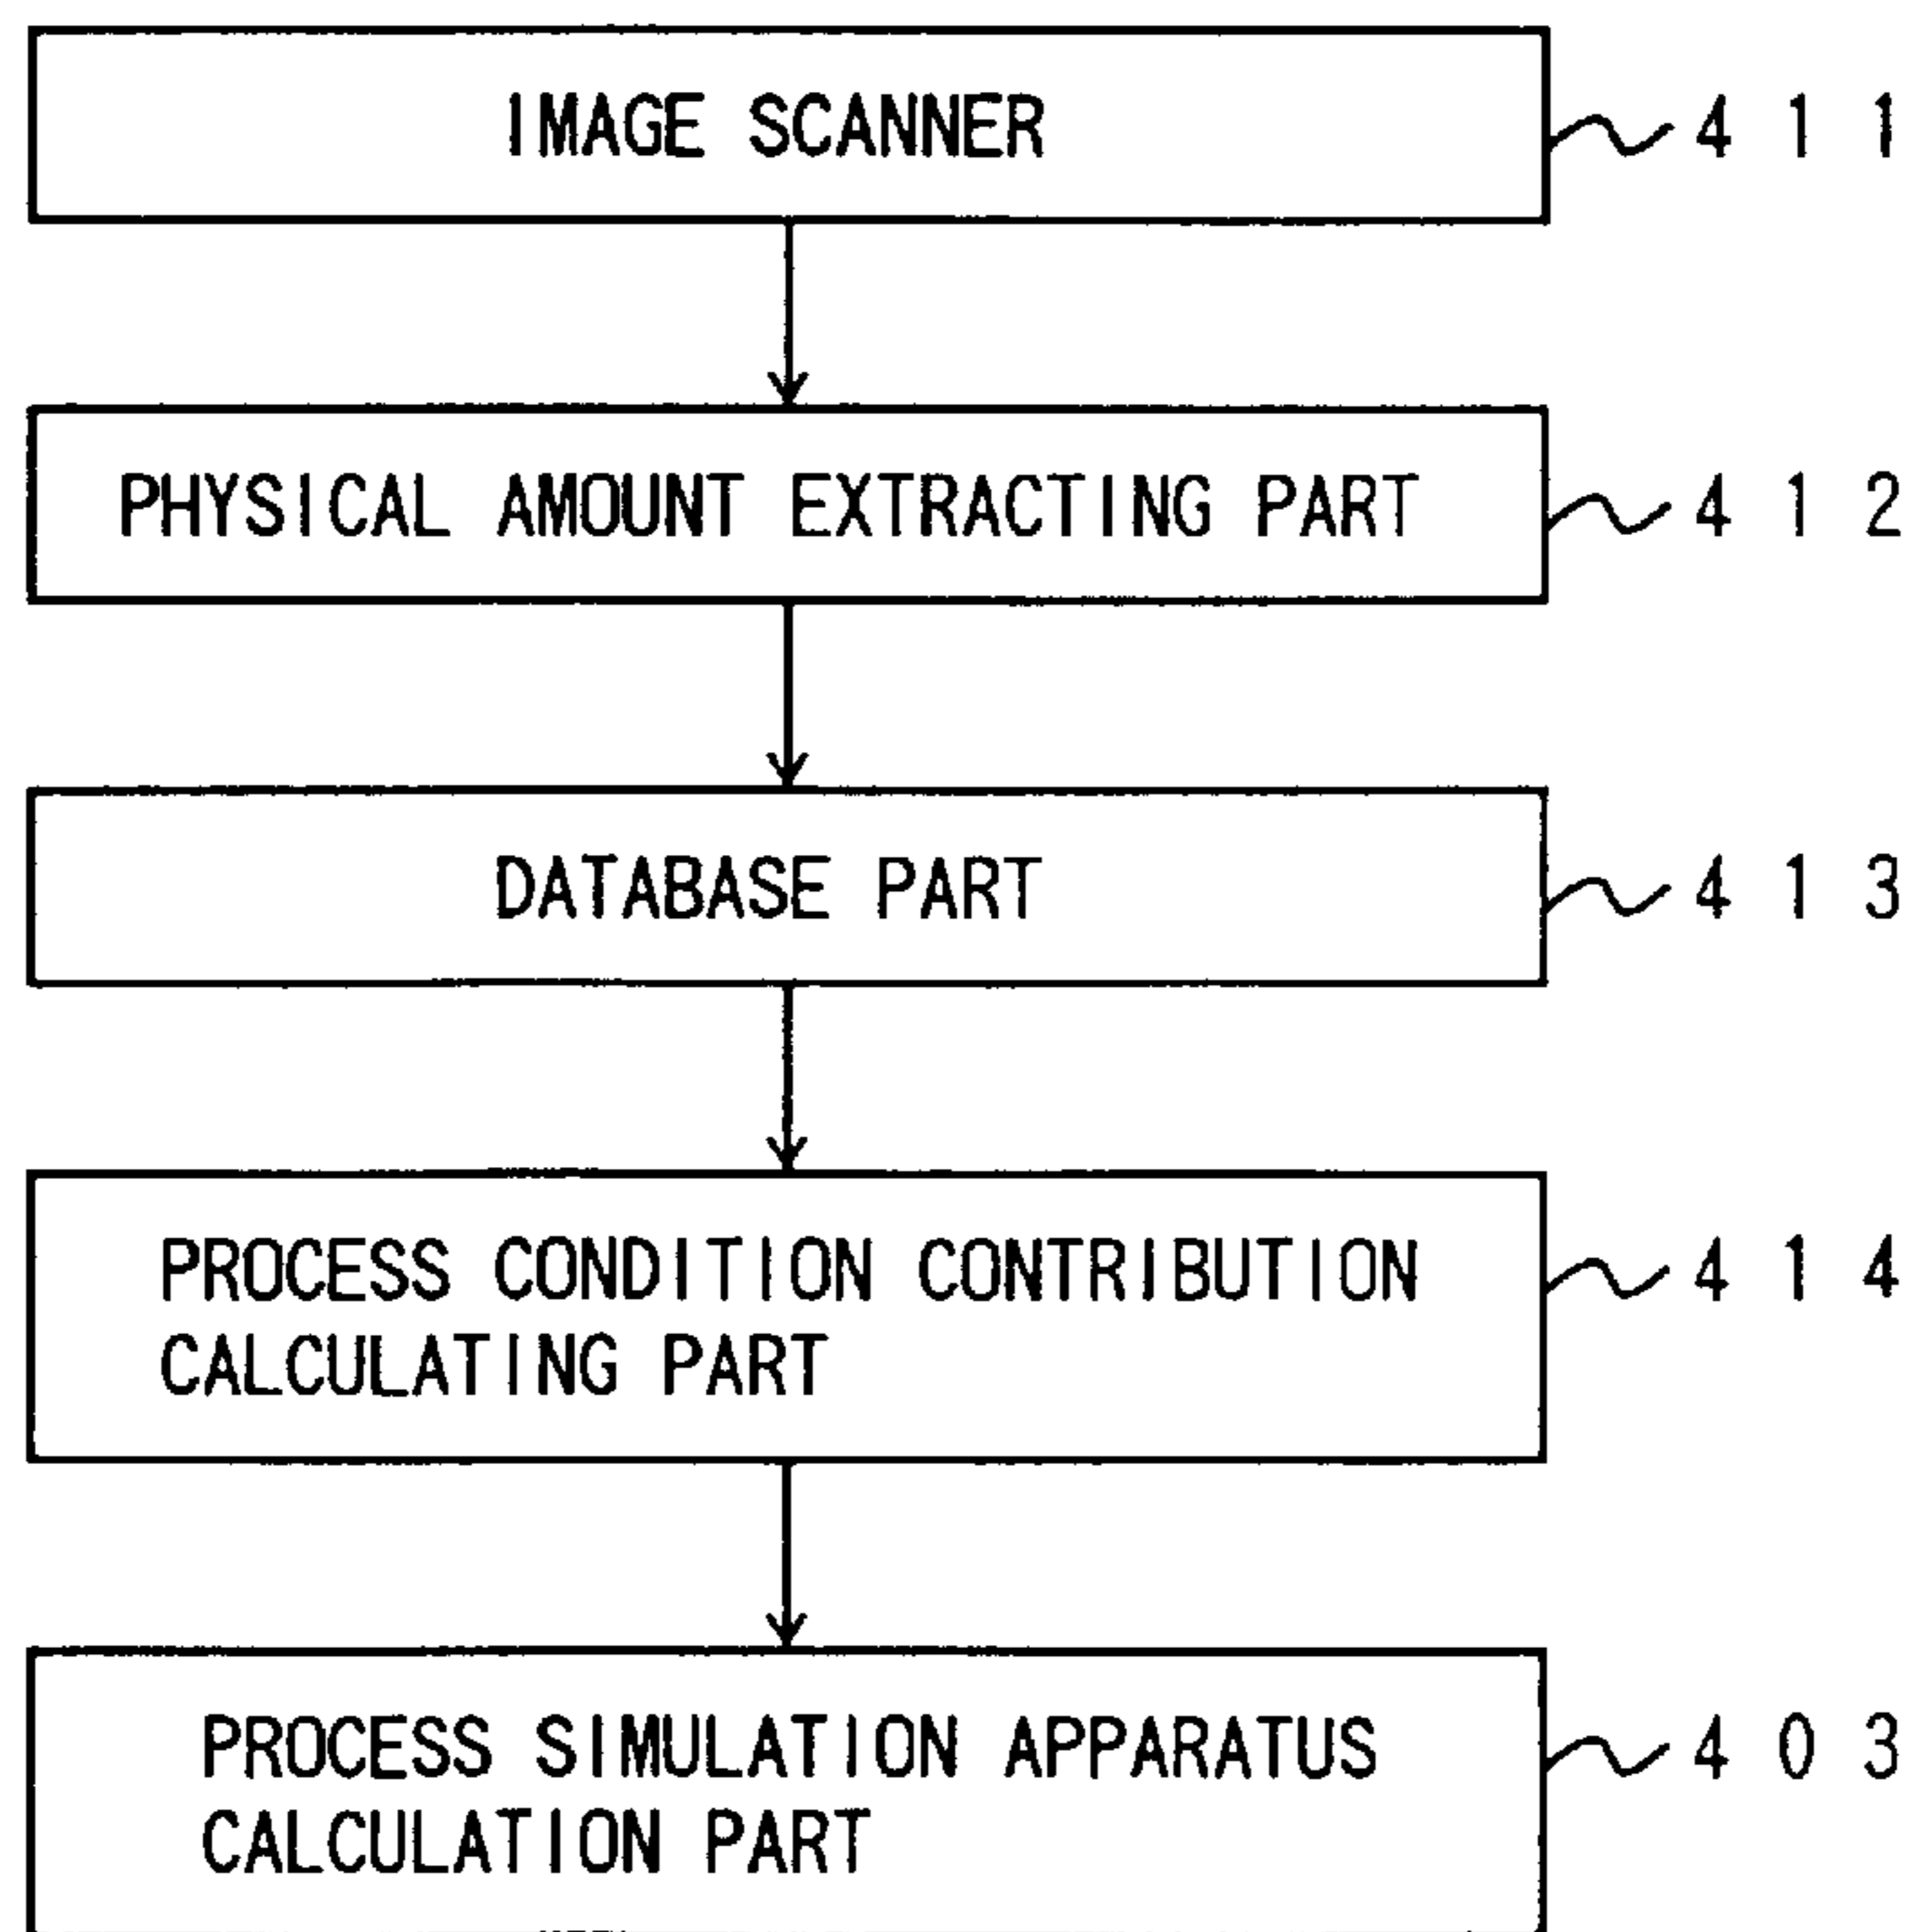 IMAGE SCANNER
411
PHYSICAL AMOUNT EXTRACTING PART
412
DATABASE PART
413
PROCESS CONDITION CONTRIBUTION
CALCULATING PART
414
PROCESS SIMULATION APPARATUS
CALCULATION PART
403